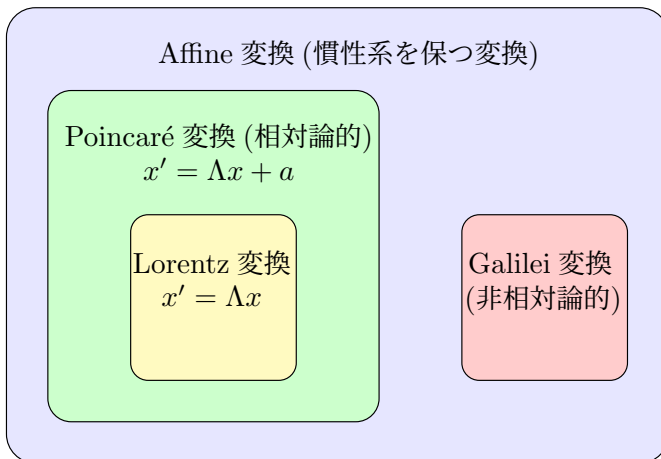 Affine 変換 (慣性系を保つ変換)
Poincaré 変換 (相対論的)
x′ = Λx + a
Lorentz 変換
x′ = Λx
Galilei 変換
(非相対論的)